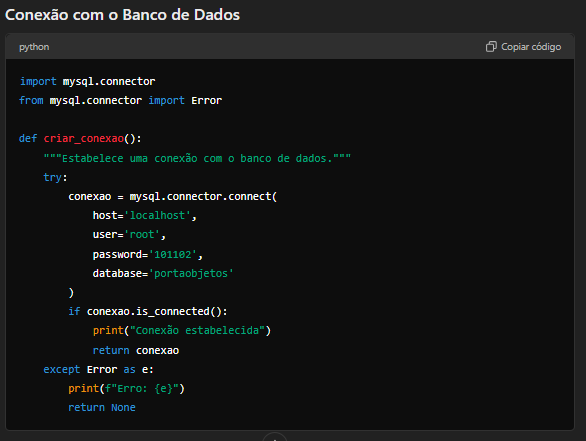 Conexão com o Banco de Dados
python
Copiar código
import mysql.connector
from mysql.connector import Error
def criar_conexao():
    """Estabelece uma conexão com o banco de dados."""
    try:
        conexao = mysql.connector.connect(
            host='localhost',
            user='root',
            password='101102',
            database='portaobjetos'
        )
        if conexao.is_connected():
            print("Conexão estabelecida")
            return conexao
    except Error as e:
        print(f"Erro: {e}")
        return None